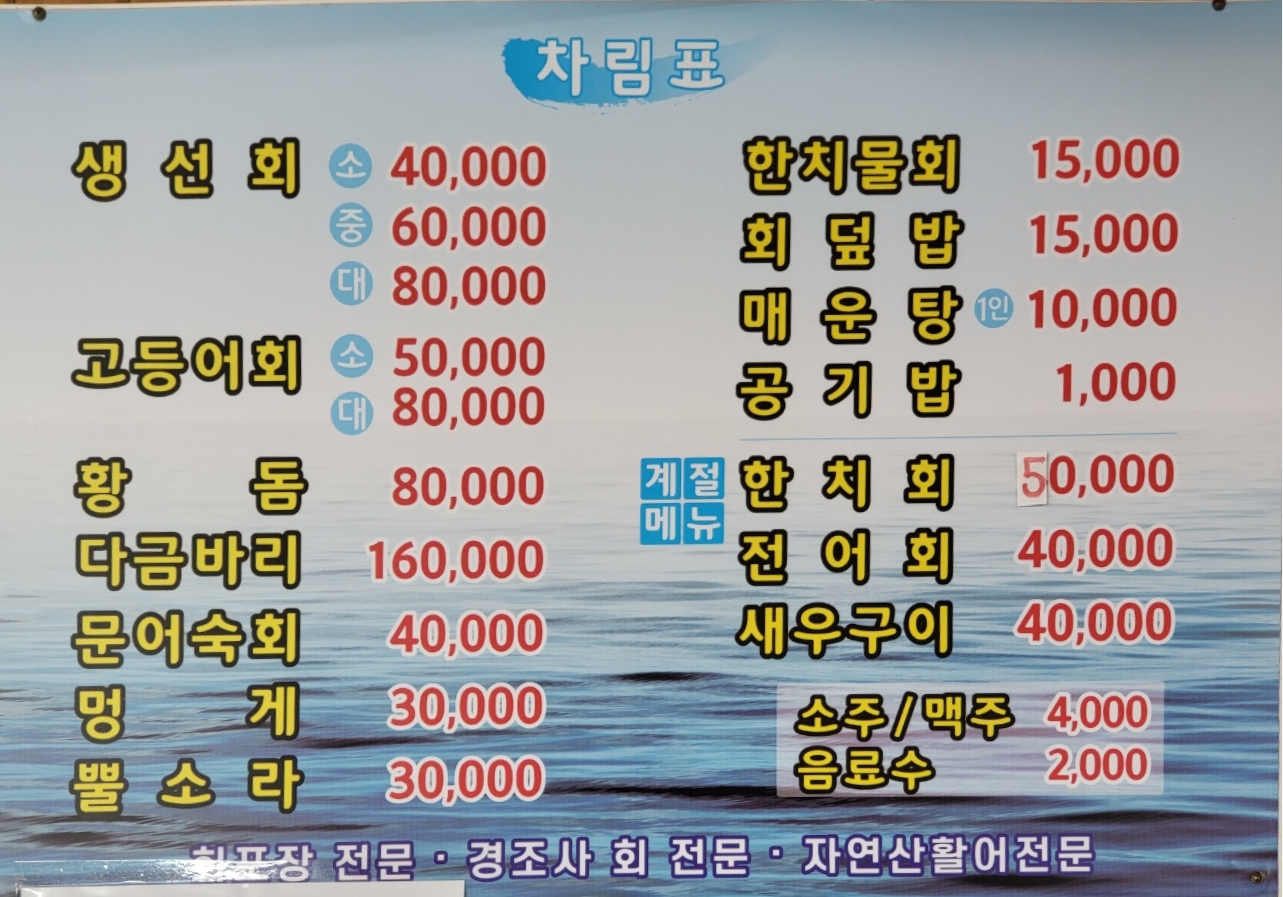 차림표
생선회 소 40,000
중 60,000
대 80,000
고등어회 소 50,000
대 80,000
황돔 80,000
다금바리 160,000
문어숙회 40,000
멍게 30,000
뿔소라 30,000
한치물회 15,000
회덮밥 15,000
매운탕 1인 10,000
공기밥 1,000
계절메뉴
한치회 50,000
전어회 40,000
새우구이 40,000
소주/맥주 4,000
음료수 2,000
회포장 전문 · 경조사 회 전문 · 자연산활어전문